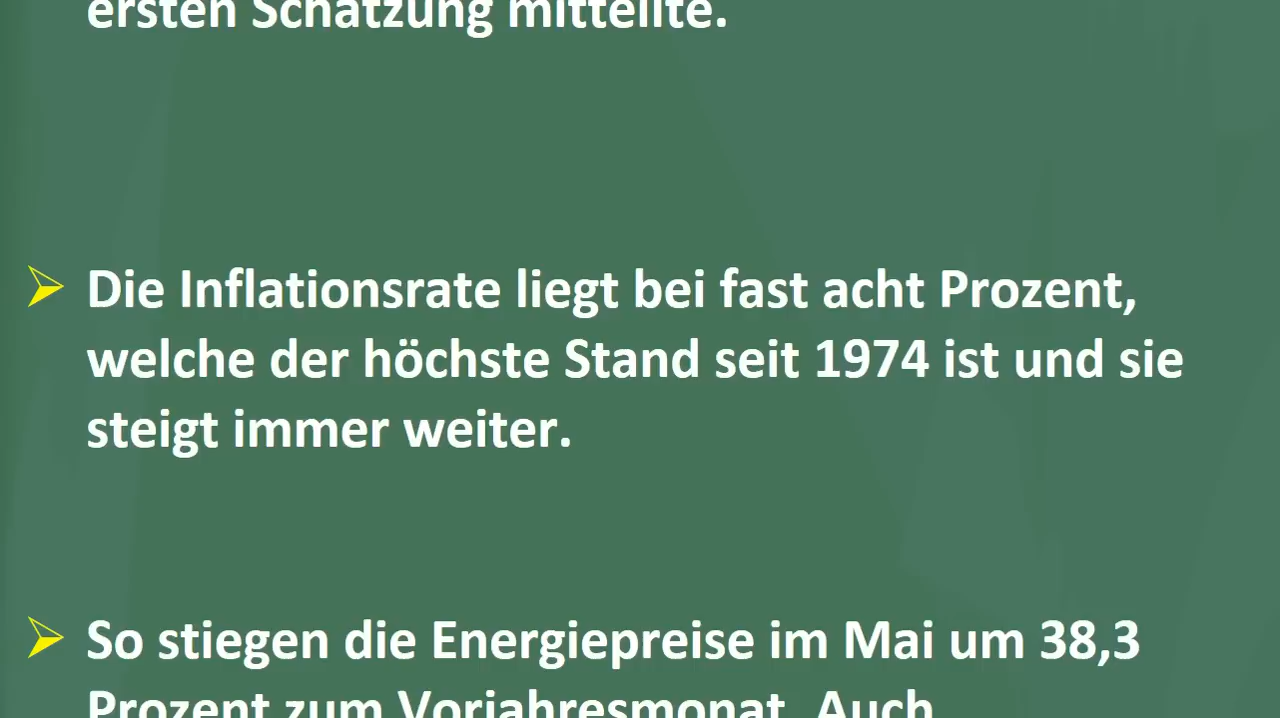 ersten Schätzung mitteilte.
Die Inflationsrate liegt bei fast acht Prozent,
welche der höchste Stand seit 1974 ist und sie
steigt immer weiter.
So stiegen die Energiepreise im Mai um 38,3
Prozent zum Vorjahresmonat. Auch